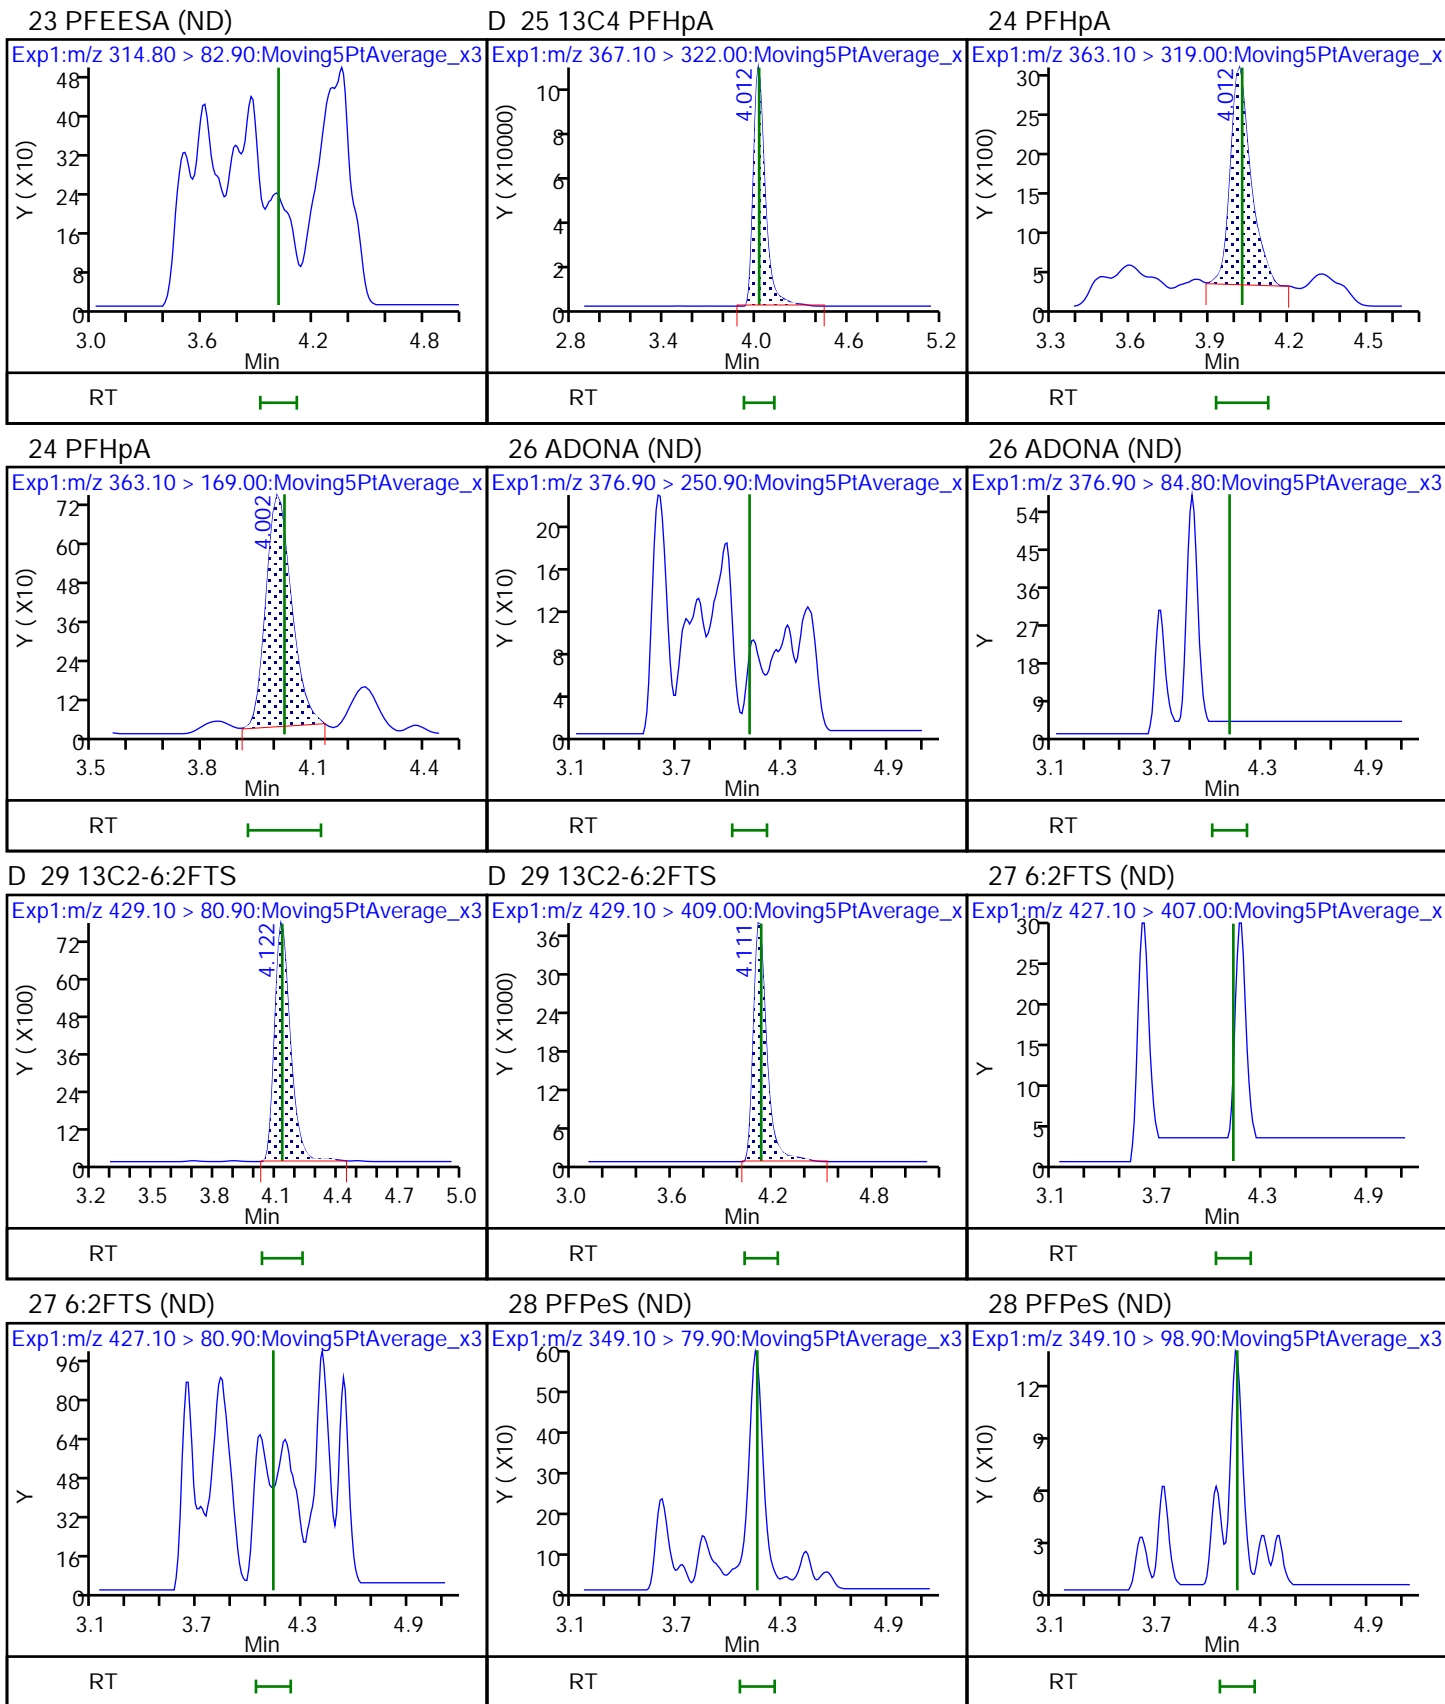 23 PFEESA (ND)
Exp1:m/z 314.80 > 82.90:Moving5PtAverage_x3
Y ( X10)
48
40
32
24
16
8
0
3.0 3.6 4.2 4.8
Min
RT
D 25 13C4 PFHpA
Exp1:m/z 367.10 > 322.00:Moving5PtAverage_x
4.012
Y ( X10000)
10
8
6
4
2
0
2.8 3.4 4.0 4.6 5.2
Min
RT
24 PFHpA
Exp1:m/z 363.10 > 319.00:Moving5PtAverage_x
4.012
Y ( X100)
30
25
20
15
10
5
0
3.3 3.6 3.9 4.2 4.5
Min
RT
24 PFHpA
Exp1:m/z 363.10 > 169.00:Moving5PtAverage_x
4.002
Y ( X10)
72
60
48
36
24
12
0
3.5 3.8 4.1 4.4
Min
RT
26 ADONA (ND)
Exp1:m/z 376.90 > 250.90:Moving5PtAverage_x
Y ( X10)
20
16
12
8
4
0
3.1 3.7 4.3 4.9
Min
RT
26 ADONA (ND)
Exp1:m/z 376.90 > 84.80:Moving5PtAverage_x3
Y
54
45
36
27
18
9
0
3.1 3.7 4.3 4.9
Min
RT
D 29 13C2-6:2FTS
Exp1:m/z 429.10 > 80.90:Moving5PtAverage_x3
4.122
Y ( X100)
72
60
48
36
24
12
0
3.2 3.5 3.8 4.1 4.4 4.7 5.0
Min
RT
D 29 13C2-6:2FTS
Exp1:m/z 429.10 > 409.00:Moving5PtAverage_x
4.111
Y ( X1000)
36
30
24
18
12
6
0
3.0 3.6 4.2 4.8
Min
RT
27 6:2FTS (ND)
Exp1:m/z 427.10 > 407.00:Moving5PtAverage_x
Y
30
25
20
15
10
5
0
3.1 3.7 4.3 4.9
Min
RT
27 6:2FTS (ND)
Exp1:m/z 427.10 > 80.90:Moving5PtAverage_x3
Y
96
80
64
48
32
16
0
3.1 3.7 4.3 4.9
Min
RT
28 PFPeS (ND)
Exp1:m/z 349.10 > 79.90:Moving5PtAverage_x3
Y ( X10)
60
50
40
30
20
10
0
3.1 3.7 4.3 4.9
Min
RT
28 PFPeS (ND)
Exp1:m/z 349.10 > 98.90:Moving5PtAverage_x3
Y ( X10)
12
9
6
3
0
3.1 3.7 4.3 4.9
Min
RT